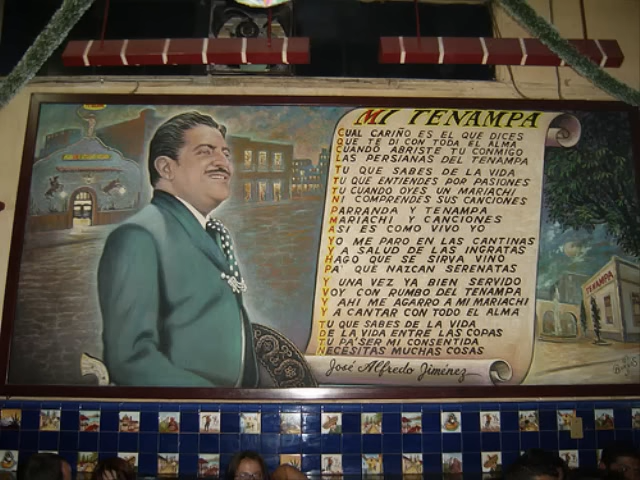 MI TENAMPA
CUAL CARIÑO ES EL QUE DICES
QUE TE DI CON TODA EL ALMA
CUANDO ABRISTE TU CONMIGO
LAS PERSIANAS DEL TENAMPA
TU QUE SABES DE LA VIDA
TU QUE ENTIENDES POR PASIONES
TU CUANDO OYES UN MARIACHI
NI COMPRENDES SUS CANCIONES
PARRANDA Y TENAMPA
MARIACHI Y CANCIONES
ASI ES COMO VIVO YO
YO ME PARO EN LAS CANTINAS
Y A SALUD DE LAS INGRATAS
HAGO QUE SE SIRVA VINO
PA' QUE NAZCAN SERENATAS
Y UNA VEZ YA BIEN SERVIDO
VOY CON RUMBO DEL TENAMPA
Y AHI ME AGARRO A MI MARIACHI
Y A CANTAR CON TODO EL ALMA
TU QUE SABES DE LA VIDA
DE LA VIDA ENTRE LAS COPAS
TU PA'SER MI CONSENTIDA
NECESITAS MUCHAS COSAS
José Alfredo Jiménez
TENAMPA